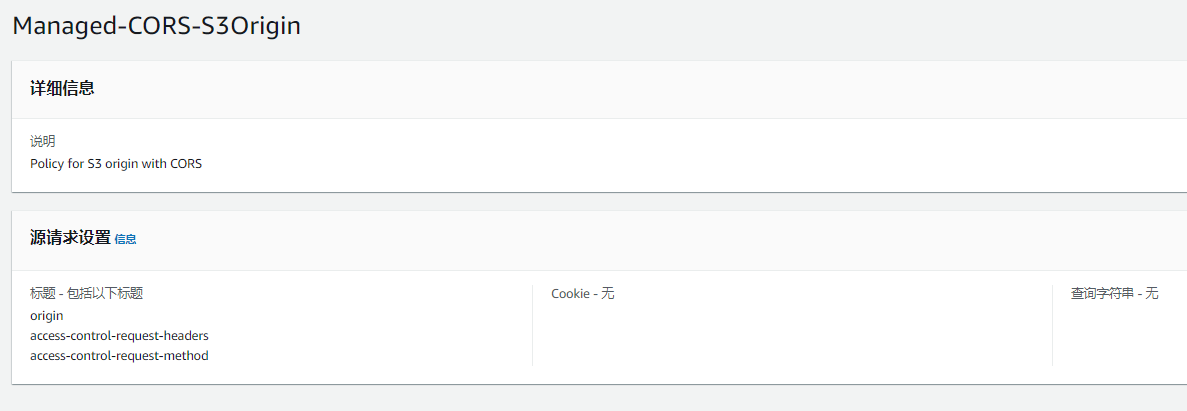 Managed-CORS-S3Origin
详细信息
说明
Policy for S3 origin with CORS
源请求设置 信息
标题 - 包括以下标题
origin
access-control-request-headers
access-control-request-method
Cookie - 无
查询字符串 - 无